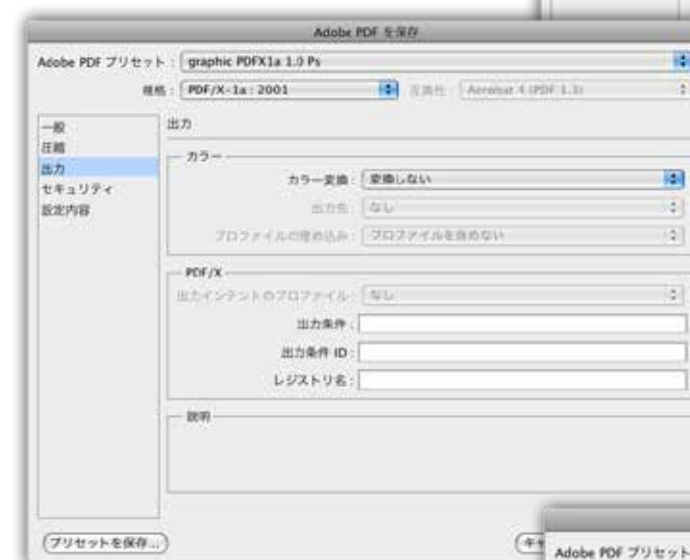 Adobe PDF を保存
Adobe PDF プリセット : graphic PDFX1a 1.0 Ps
規格 : PDF/X-1a : 2001 互換性 : Acrobat 4 (PDF 1.3)
一般
圧縮
出力
セキュリティ
設定内容
出力
カラー
カラー変換 : 変換しない
出力先 : なし
プロファイルの埋め込み : プロファイルを含めない
PDF/X
出力インテントのプロファイル : なし
出力条件 :
出力条件 ID :
レジストリ名 :
説明
プリセットを保存...
キャ
Adobe PDF プリセット